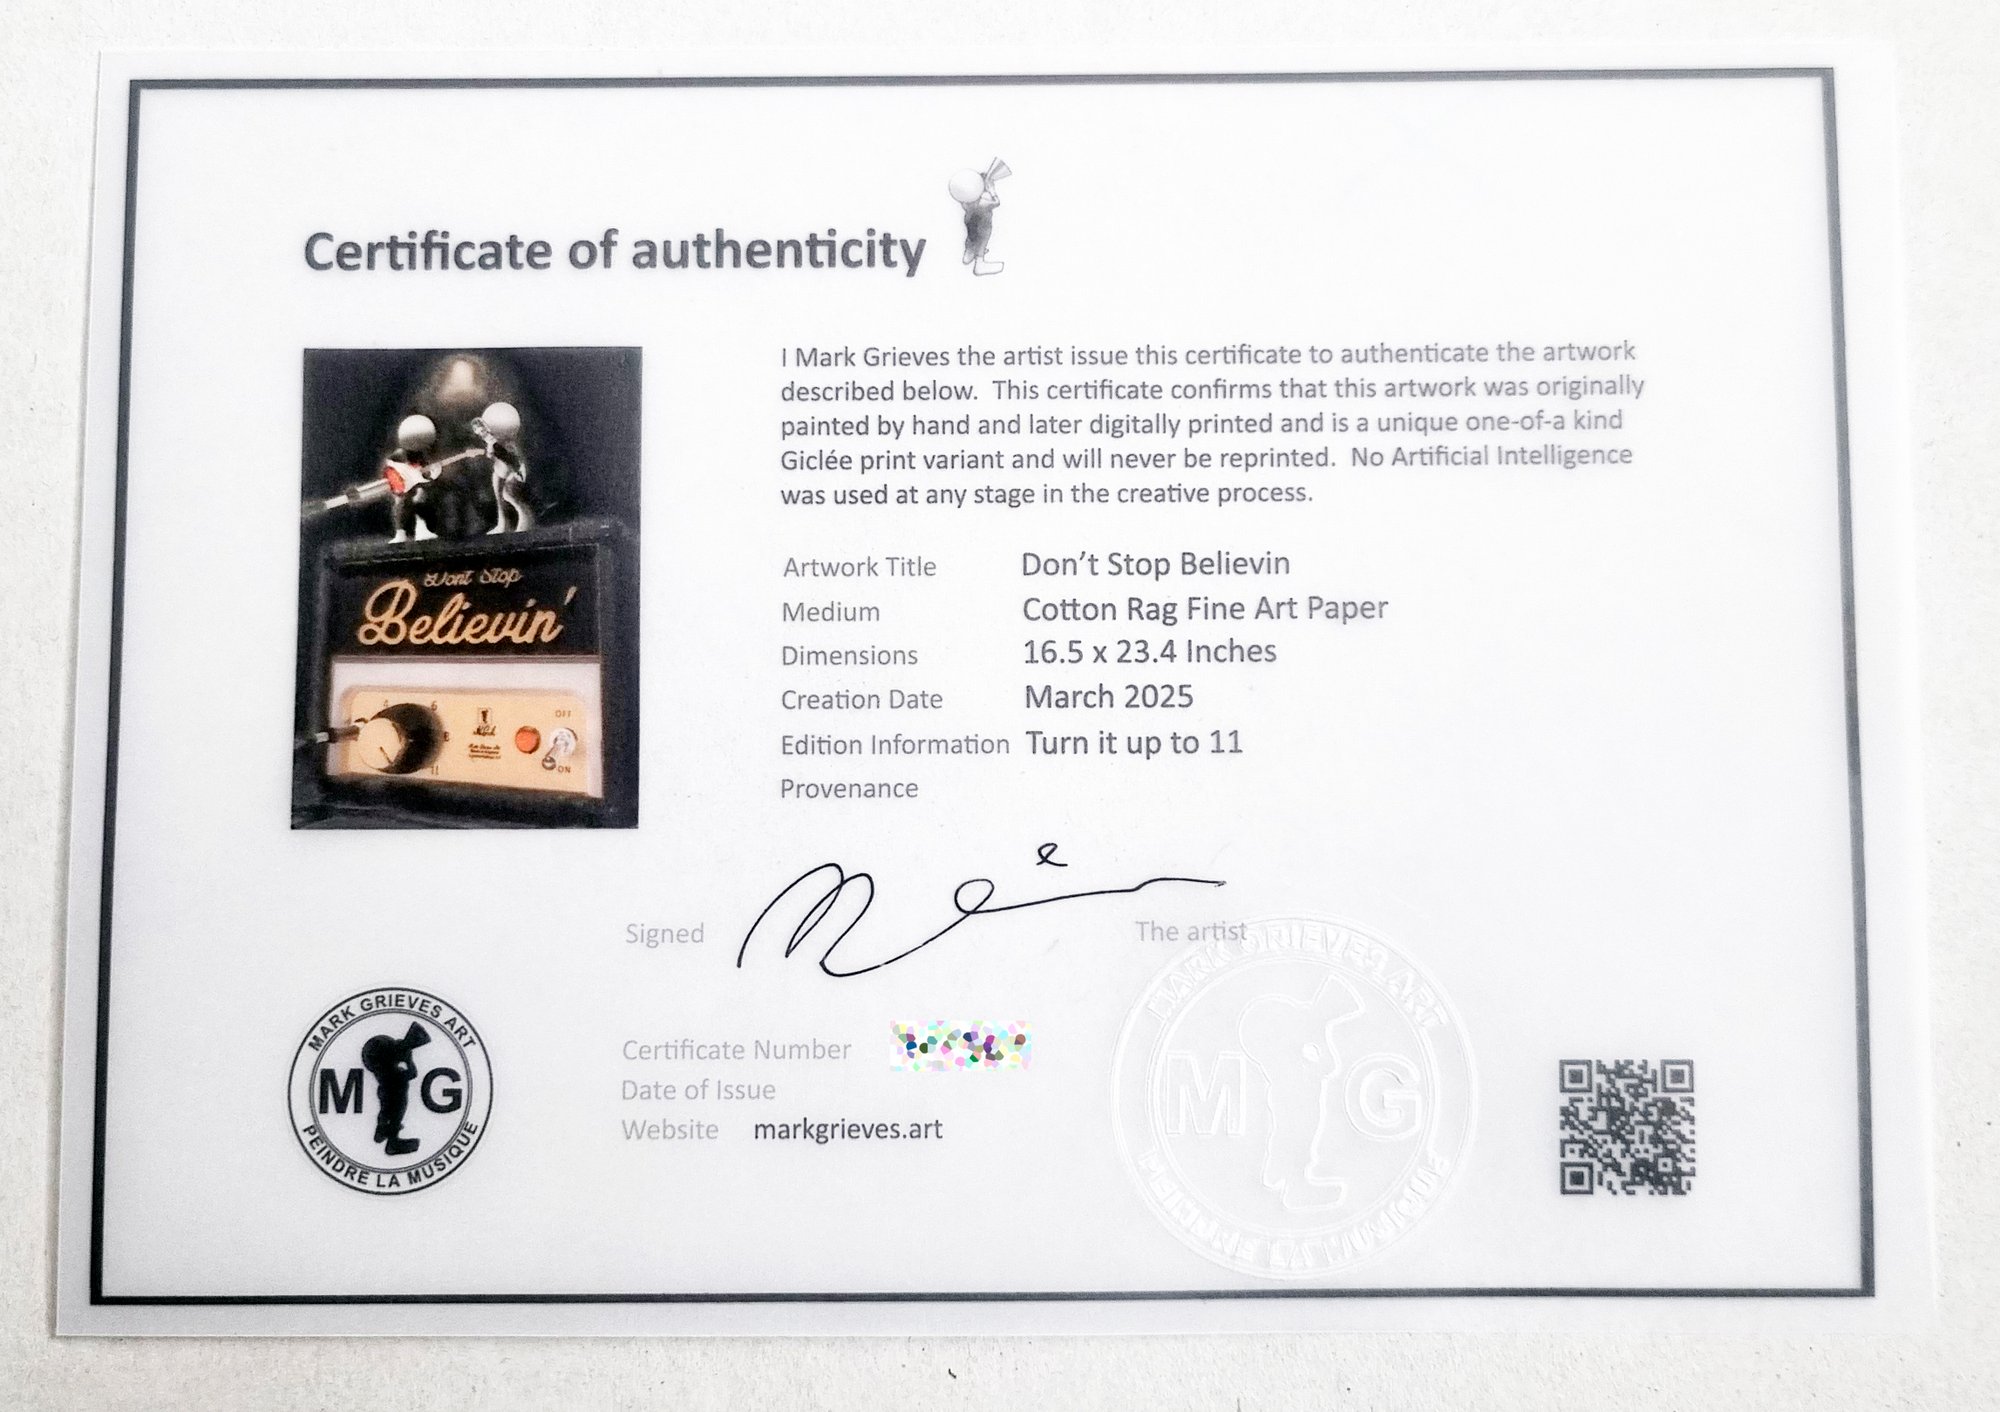 Certificate of authenticity
I Mark Grieves the artist issue this certificate to authenticate the artwork
described below.  This certificate confirms that this artwork was originally
painted by hand and later digitally printed and is a unique one-of-a kind
Giclée print variant and will never be reprinted.  No Artificial Intelligence
was used at any stage in the creative process.
Dont Stop
Believin'
4 6 8 11
OFF
ON
Artwork Title Don't Stop Believin
Medium Cotton Rag Fine Art Paper
Dimensions 16.5 x 23.4 Inches
Creation Date March 2025
Edition Information Turn it up to 11
Provenance
Signed
The artist
MARK GRIEVES ART
MG
PEINDRE LA MUSIQUE
Certificate Number
Date of Issue
Website markgrieves.art
MARK GRIEVES ART
MG
PEINDRE LA MUSIQUE